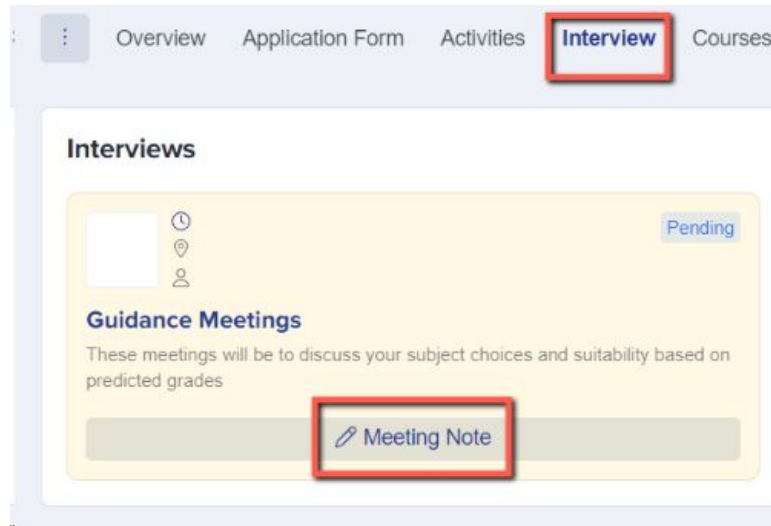 Overview Application Form Activities Interview Courses
Interviews
Pending
Guidance Meetings
These meetings will be to discuss your subject choices and suitability based on
predicted grades
Meeting Note